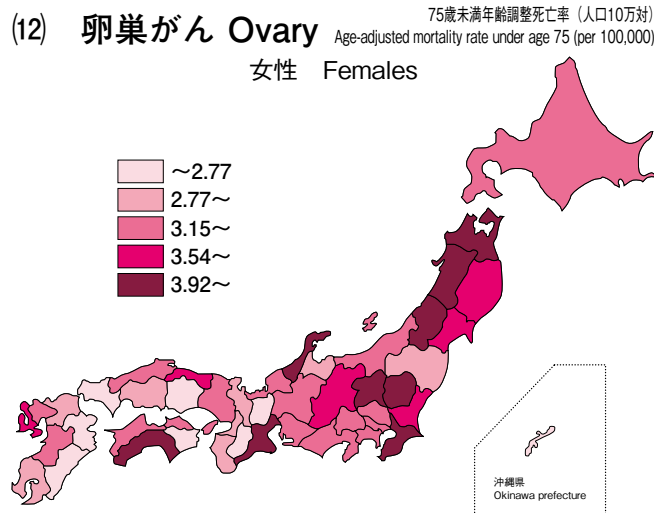 ⑿ 卵巣がん Ovary
75歳未満年齢調整死亡率（人口10万対）
Age-adjusted mortality rate under age 75 (per 100,000)
女性 Females
～2.77
2.77～
3.15～
3.54～
3.92～
沖縄県
Okinawa prefecture